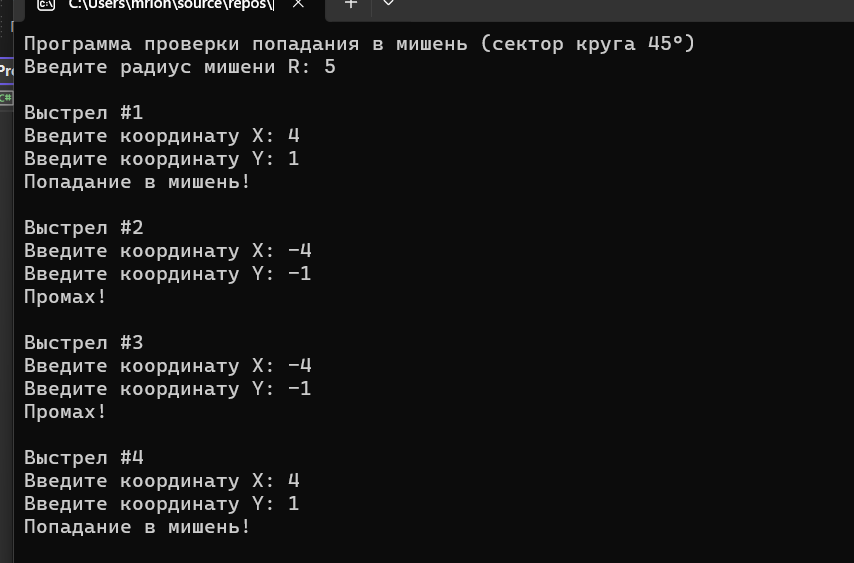 C:\Users\mrion\source\repos\
Программа проверки попадания в мишень (сектор круга 45°)
Введите радиус мишени R: 5
Выстрел #1
Введите координату X: 4
Введите координату Y: 1
Попадание в мишень!
Выстрел #2
Введите координату X: -4
Введите координату Y: -1
Промах!
Выстрел #3
Введите координату X: -4
Введите координату Y: -1
Промах!
Выстрел #4
Введите координату X: 4
Введите координату Y: 1
Попадание в мишень!